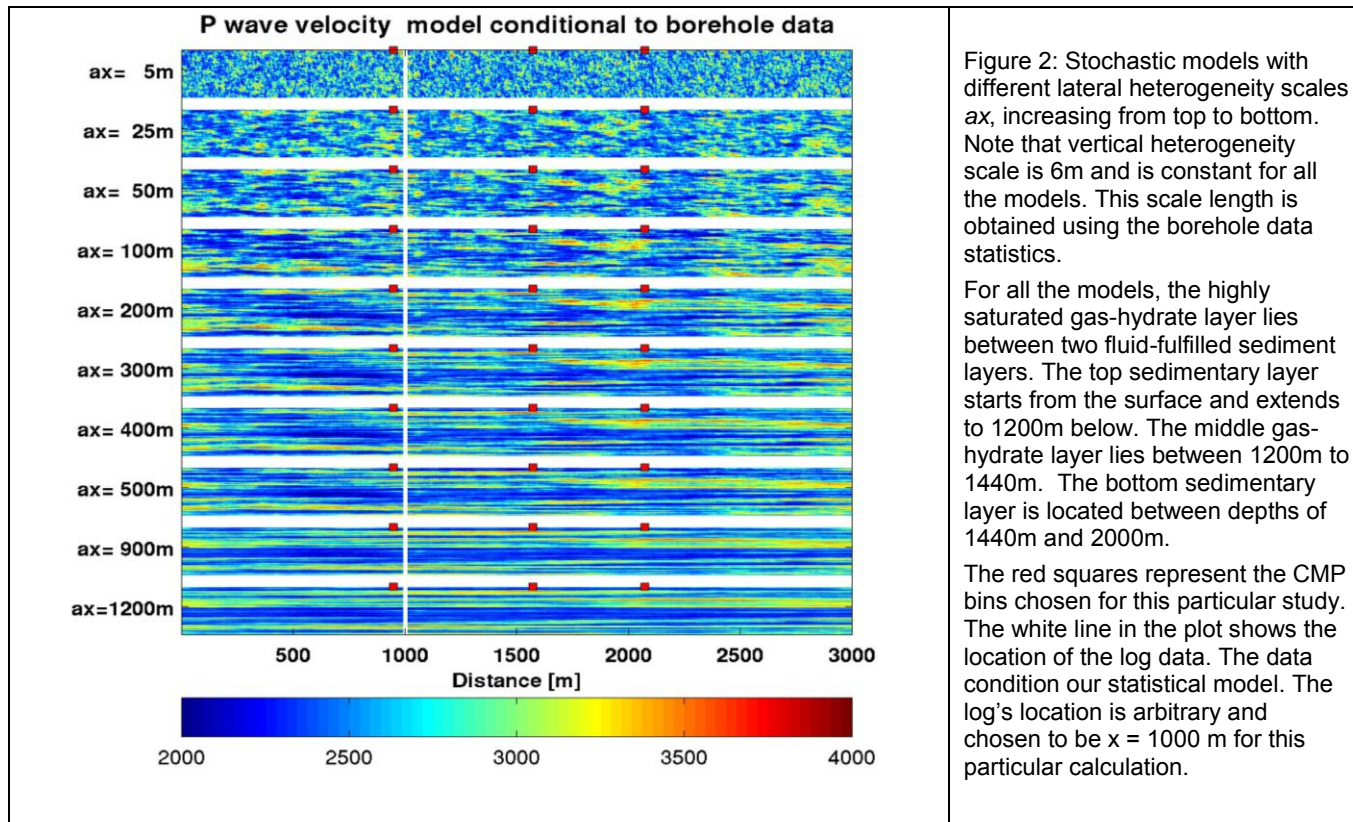 P wave velocity model conditional to borehole data
ax= 5m
ax= 25m
ax= 50m
ax= 100m
ax= 200m
ax= 300m
ax= 400m
ax= 500m
ax= 900m
ax=1200m
500 1000 1500 2000 2500 3000
Distance [m]
2000 2500 3000 3500 4000
Figure 2: Stochastic models with
different lateral heterogeneity scales
ax, increasing from top to bottom.
Note that vertical heterogeneity
scale is 6m and is constant for all
the models. This scale length is
obtained using the borehole data
statistics.
For all the models, the highly
saturated gas-hydrate layer lies
between two fluid-fulfilled sediment
layers. The top sedimentary layer
starts from the surface and extends
to 1200m below. The middle gas-
hydrate layer lies between 1200m to
1440m. The bottom sedimentary
layer is located between depths of
1440m and 2000m.
The red squares represent the CMP
bins chosen for this particular study.
The white line in the plot shows the
location of the log data. The data
condition our statistical model. The
log's location is arbitrary and
chosen to be x = 1000 m for this
particular calculation.